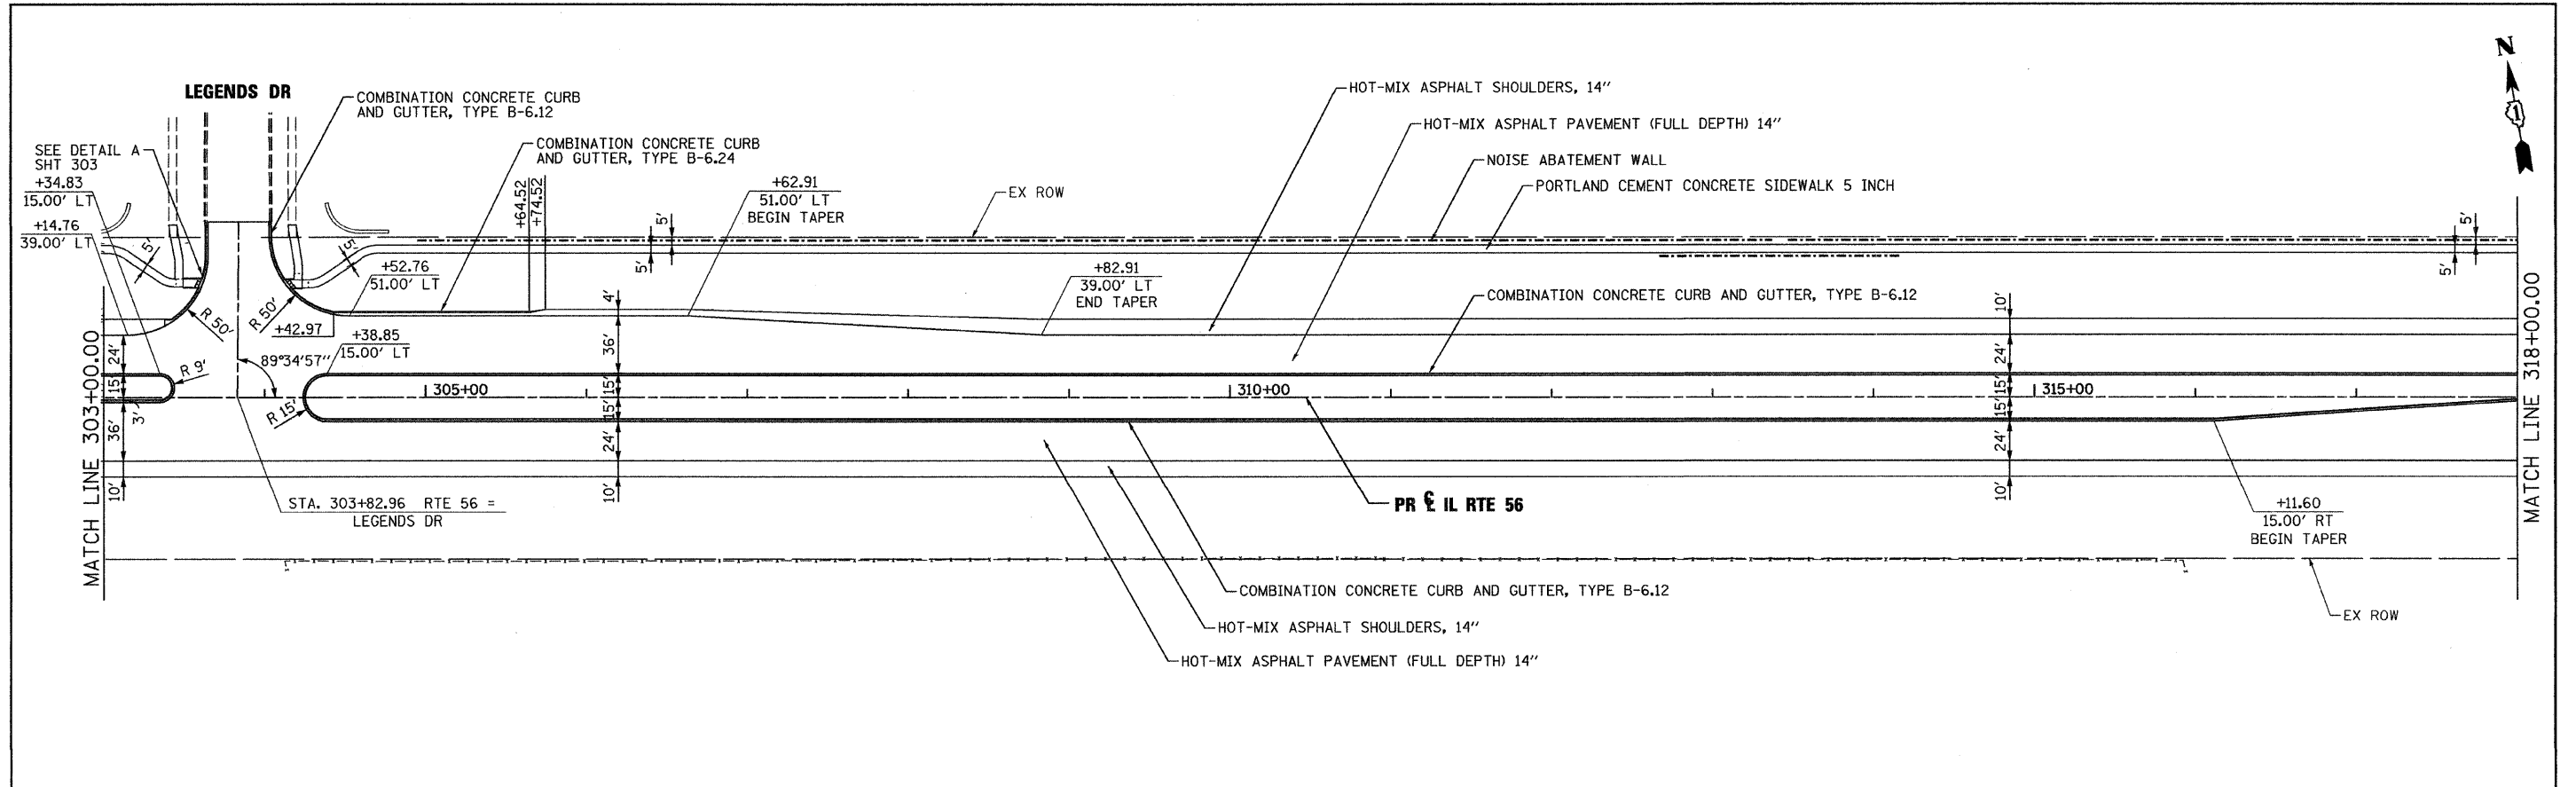 N
1
LEGENDS DR
COMBINATION CONCRETE CURB
AND GUTTER, TYPE B-6.12
HOT-MIX ASPHALT SHOULDERS, 14"
HOT-MIX ASPHALT PAVEMENT (FULL DEPTH) 14"
COMBINATION CONCRETE CURB
AND GUTTER, TYPE B-6.24
SEE DETAIL A
SHT 303
NOISE ABATEMENT WALL
PORTLAND CEMENT CONCRETE SIDEWALK 5 INCH
+34.83
15.00' LT
+14.76
39.00' LT
+64.52
+74.52
+62.91
51.00' LT
BEGIN TAPER
EX ROW
5'
5'
5'
5'
5'
5'
5'
+52.76
51.00' LT
+82.91
39.00' LT
END TAPER
COMBINATION CONCRETE CURB AND GUTTER, TYPE B-6.12
R 50'
R 50'
+42.97
+38.85
15.00' LT
89°34'57"
R 9'
R 15'
4'
36'
15'
15'
24'
10'
24'
15'
3'
36'
10'
10'
24'
15'
15'
24'
10'
305+00
310+00
315+00
MATCH LINE 303+00.00
MATCH LINE 318+00.00
STA. 303+82.96 RTE 56 =
LEGENDS DR
PR ℄ IL RTE 56
+11.60
15.00' RT
BEGIN TAPER
COMBINATION CONCRETE CURB AND GUTTER, TYPE B-6.12
HOT-MIX ASPHALT SHOULDERS, 14"
HOT-MIX ASPHALT PAVEMENT (FULL DEPTH) 14"
EX ROW